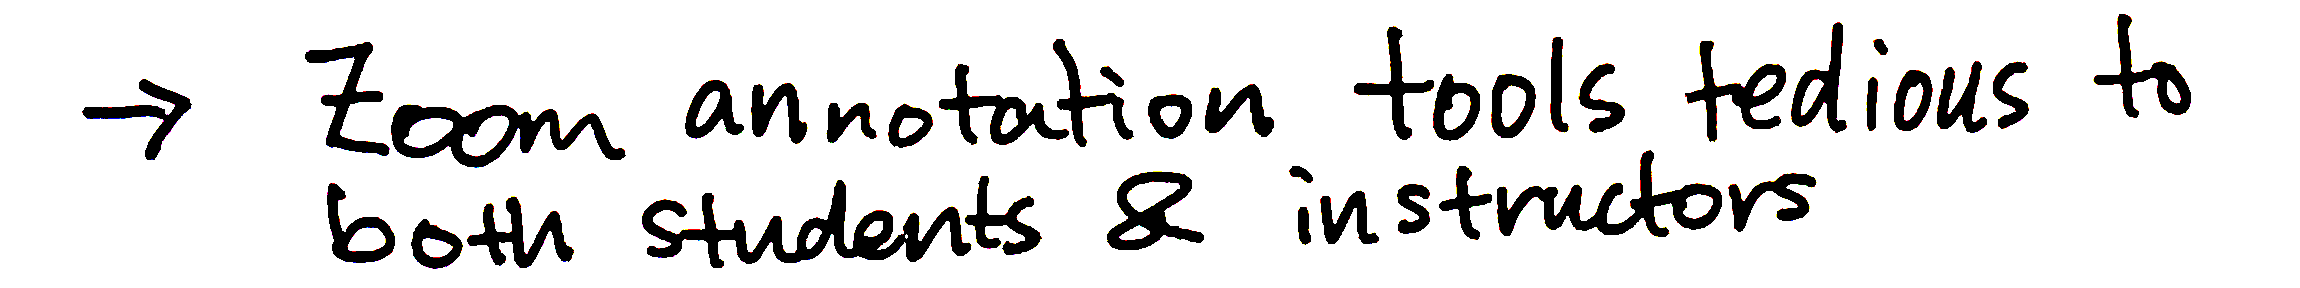 → Zoom annotation tools tedious to
both students & instructors